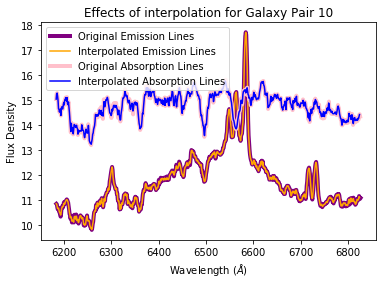 Effects of interpolation for Galaxy Pair 10
Original Emission Lines
Interpolated Emission Lines
Original Absorption Lines
Interpolated Absorption Lines
Flux Density
18
17
16
15
14
13
12
11
10
6200
6300
6400
6500
6600
6700
6800
Wavelength (Å)